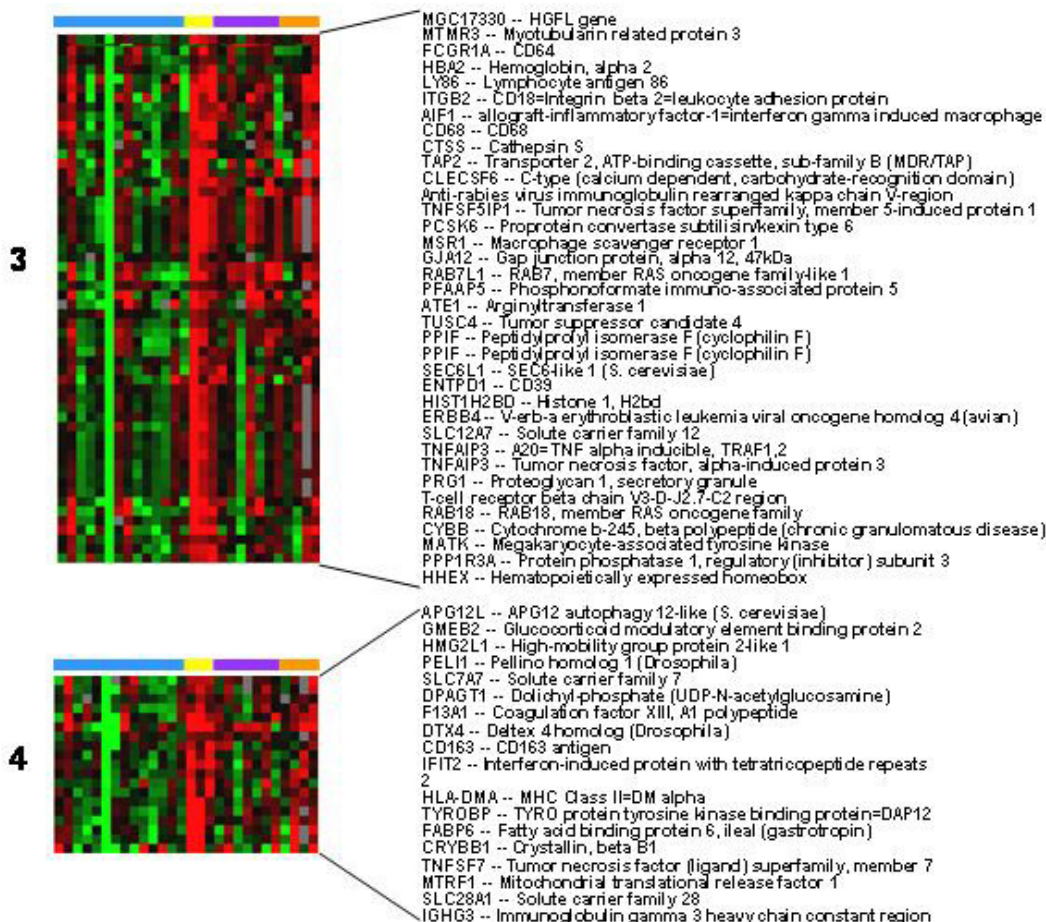 3
MGC17330 -- HGFL gene
MTMR3 -- Myotubularin related protein 3
FCGR1A -- CD64
HBA2 -- Hemoglobin, alpha 2
LY86 -- Lymphocyte antigen 86
ITGB2 -- CD18=Integrin beta 2=leukocyte adhesion protein
AIF1 -- allograft-inflammatory factor-1=interferon gamma induced macrophage
CD68 -- CD68
CTSS -- Cathepsin S
TAP2 -- Transporter 2, ATP-binding cassette, sub-family B (MDR/TAP)
CLECSF6 -- C-type (calcium dependent, carbohydrate-recognition domain)
Anti-rabies virus immunoglobulin rearranged kappa chain V-region
TNFSF5IP1 -- Tumor necrosis factor superfamily, member 5-induced protein 1
PCSK6 -- Proprotein convertase subtilisin/kexin type 6
MSR1 -- Macrophage scavenger receptor 1
GJA12 -- Gap junction protein, alpha 12, 47kDa
RAB7L1 -- RAB7, member RAS oncogene family-like 1
PFAAP5 -- Phosphonoformate immuno-associated protein 5
ATE1 -- Arginyltransferase 1
TUSC4 -- Tumor suppressor candidate 4
PPIF -- Peptidylprolyl isomerase F (cyclophilin F)
PPIF -- Peptidylprolyl isomerase F (cyclophilin F)
SEC6L1 -- SEC6-like 1 (S. cerevisiae)
ENTPD1 -- CD39
HIST1H2BD -- Histone 1, H2bd
ERBB4 -- V-erb-a erythroblastic leukemia viral oncogene homolog 4 (avian)
SLC12A7 -- Solute carrier family 12
TNFAIP3 -- A20= TNF alpha inducible, TRAF1,2
TNFAIP3 -- Tumor necrosis factor, alpha-induced protein 3
PRG1 -- Proteoglycan 1, secretory granule
T-cell receptor beta chain V3-D-J2.7-C2 region
RAB18 -- RAB18, member RAS oncogene family
CYBB -- Cytochrome b-245, beta polypeptide (chronic granulomatous disease)
MATK -- Megakaryocyte-associated tyrosine kinase
PPP1R3A -- Protein phosphatase 1, regulatory (inhibitor) subunit 3
HHEX -- Hematopoietically expressed homeobox
4
APG12L -- APG12 autophagy 12-like (S. cerevisiae)
GMEB2 -- Glucocorticoid modulatory element binding protein 2
HMG2L1 -- High-mobility group protein 2-like 1
PELI1 -- Pellino homolog 1 (Drosophila)
SLC7A7 -- Solute carrier family 7
DPAGT1 -- Dolichyl-phosphate (UDP-N-acetylglucosamine)
F13A1 -- Coagulation factor XIII, A1 polypeptide
DTX4 -- Deltex 4 homolog (Drosophila)
CD163 -- CD163 antigen
IFIT2 -- Interferon-induced protein with tetratricopeptide repeats
2
HLA-DMA -- MHC Class II=DM alpha
TYROBP -- TYRO protein tyrosine kinase binding protein=DAP12
FABP6 -- Fatty acid binding protein 6, ileal (gastrotropin)
CRYBB1 -- Crystallin, beta B1
TNFSF7 -- Tumor necrosis factor (ligand) superfamily, member 7
MTRF1 -- Mitochondrial translational release factor 1
SLC28A1 -- Solute carrier family 28
IGHG3 -- Immunoglobulin gamma 3 heavy chain constant region